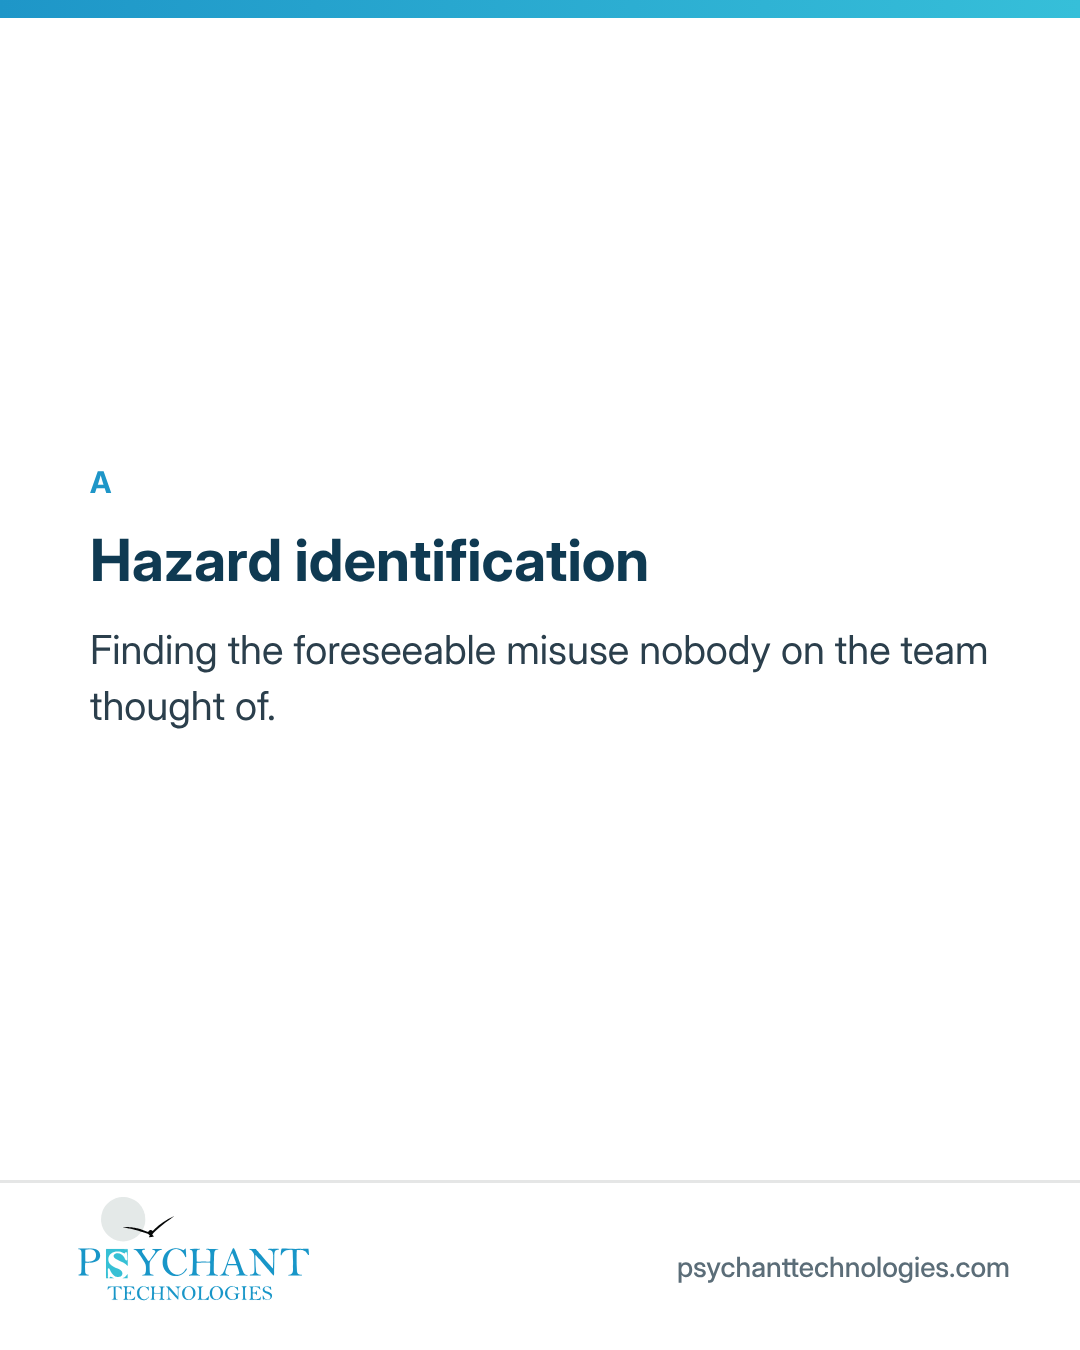 A
Hazard identification
Finding the foreseeable misuse nobody on the team
thought of.
PSYCHANT
TECHNOLOGIES
psychanttechnologies.com